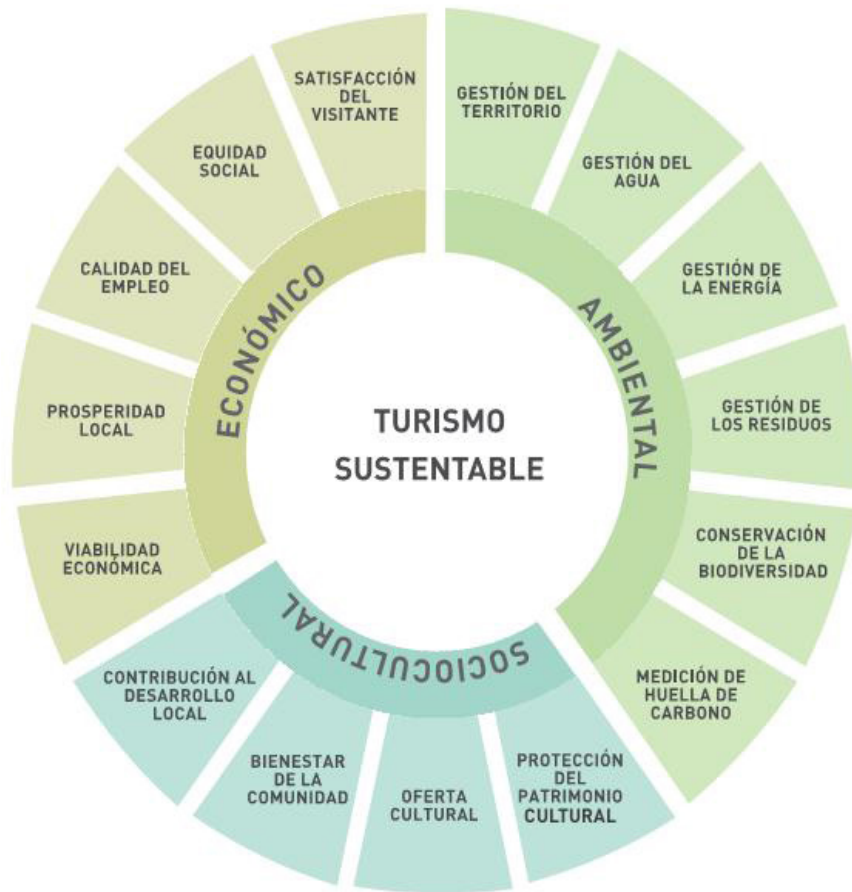 TURISMO
SUSTENTABLE
AMBIENTAL
GESTIÓN DEL
TERRITORIO
GESTIÓN DEL
AGUA
GESTIÓN DE
LA ENERGÍA
GESTIÓN DE
LOS RESIDUOS
CONSERVACIÓN
DE LA
BIODIVERSIDAD
MEDICIÓN DE
HUELLA DE
CARBONO
SOCIOCULTURAL
PROTECCIÓN
DEL
PATRIMONIO
CULTURAL
OFERTA
CULTURAL
BIENESTAR
DE LA
COMUNIDAD
CONTRIBUCIÓN AL
DESARROLLO
LOCAL
ECONÓMICO
VIABILIDAD
ECONÓMICA
PROSPERIDAD
LOCAL
CALIDAD DEL
EMPLEO
EQUIDAD
SOCIAL
SATISFACCIÓN
DEL
VISITANTE